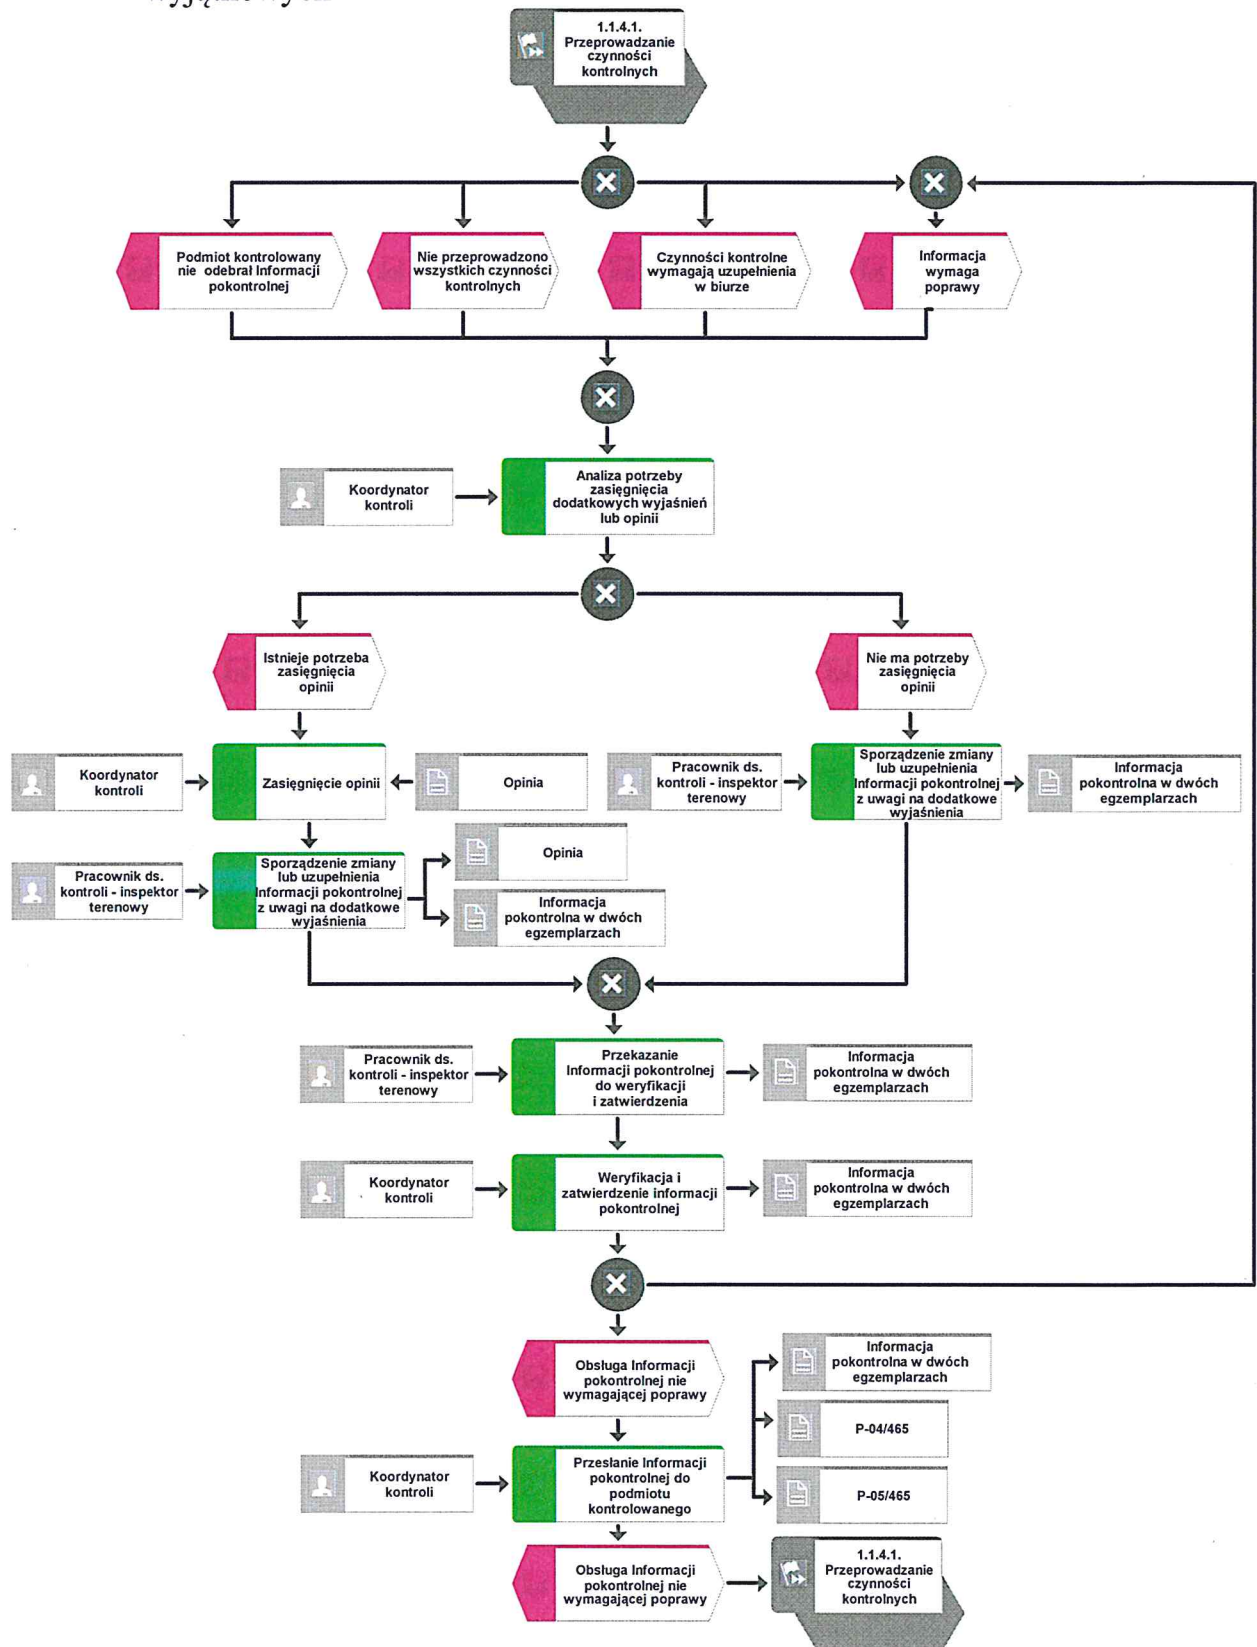 1.1.4.1.
Przeprowadzanie
czynności
kontrolnych
Podmiot kontrolowany
nie odebrał Informacji
pokontrolnej
Nie przeprowadzono
wszystkich czynności
kontrolnych
Czynności kontrolne
wymagają uzupełnienia
w biurze
Informacja
wymaga
poprawy
Koordynator
kontroli
Analiza potrzeby
zasięgnięcia
dodatkowych wyjaśnień
lub opinii
Istnieje potrzeba
zasięgnięcia
opinii
Nie ma potrzeby
zasięgnięcia
opinii
Koordynator
kontroli
Zasięgnięcie opinii
Opinia
Pracownik ds.
kontroli - inspektor
terenowy
Sporządzenie zmiany
lub uzupełnienia
Informacji pokontrolnej
z uwagi na dodatkowe
wyjaśnienia
Informacja
pokontrolna w dwóch
egzemplarzach
Pracownik ds.
kontroli - inspektor
terenowy
Sporządzenie zmiany
lub uzupełnienia
Informacji pokontrolnej
z uwagi na dodatkowe
wyjaśnienia
Opinia
Informacja
pokontrolna w dwóch
egzemplarzach
Pracownik ds.
kontroli - inspektor
terenowy
Przekazanie
Informacji pokontrolnej
do weryfikacji
i zatwierdzenia
Informacja
pokontrolna w dwóch
egzemplarzach
Koordynator
kontroli
Weryfikacja i
zatwierdzenie informacji
pokontrolnej
Informacja
pokontrolna w dwóch
egzemplarzach
Obsługa Informacji
pokontrolnej nie
wymagającej poprawy
Informacja
pokontrolna w dwóch
egzemplarzach
P-04/465
Koordynator
kontroli
Przesłanie Informacji
pokontrolnej do
podmiotu
kontrolowanego
P-05/465
Obsługa Informacji
pokontrolnej nie
wymagającej poprawy
1.1.4.1.
Przeprowadzanie
czynności
kontrolnych